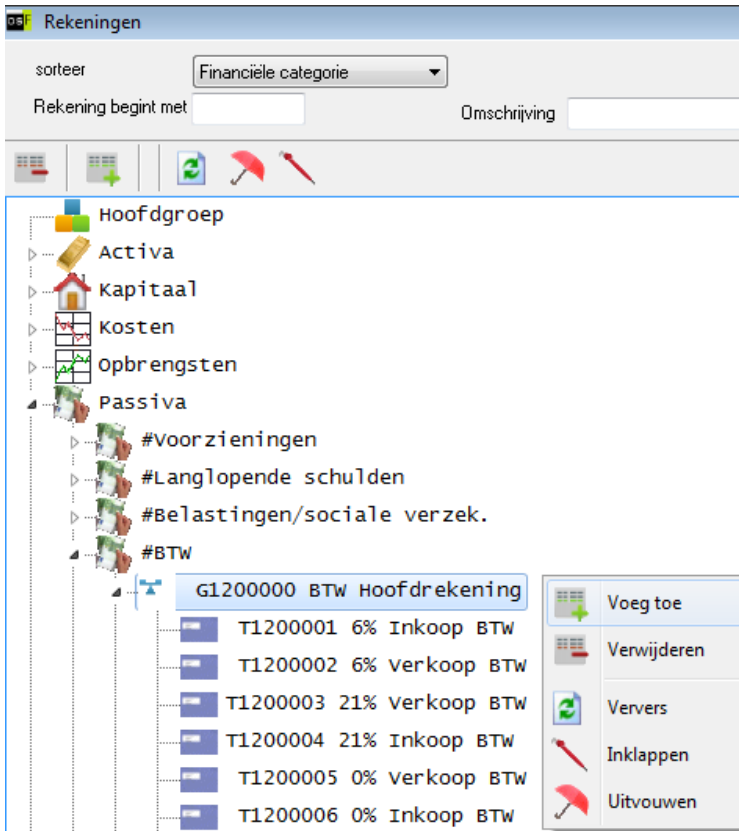 OSF Rekeningen
sorteer Financiële categorie
Rekening begint met Omschrijving
Hoofdgroep
Activa
Kapitaal
Kosten
Opbrengsten
Passiva
#Voorzieningen
#Langlopende schulden
#Belastingen/sociale verzek.
#BTW
G1200000 BTW Hoofdrekening
T1200001 6% Inkoop BTW
T1200002 6% Verkoop BTW
T1200003 21% Verkoop BTW
T1200004 21% Inkoop BTW
T1200005 0% Verkoop BTW
T1200006 0% Inkoop BTW
Voeg toe
Verwijderen
Ververs
Inklappen
Uitvouwen